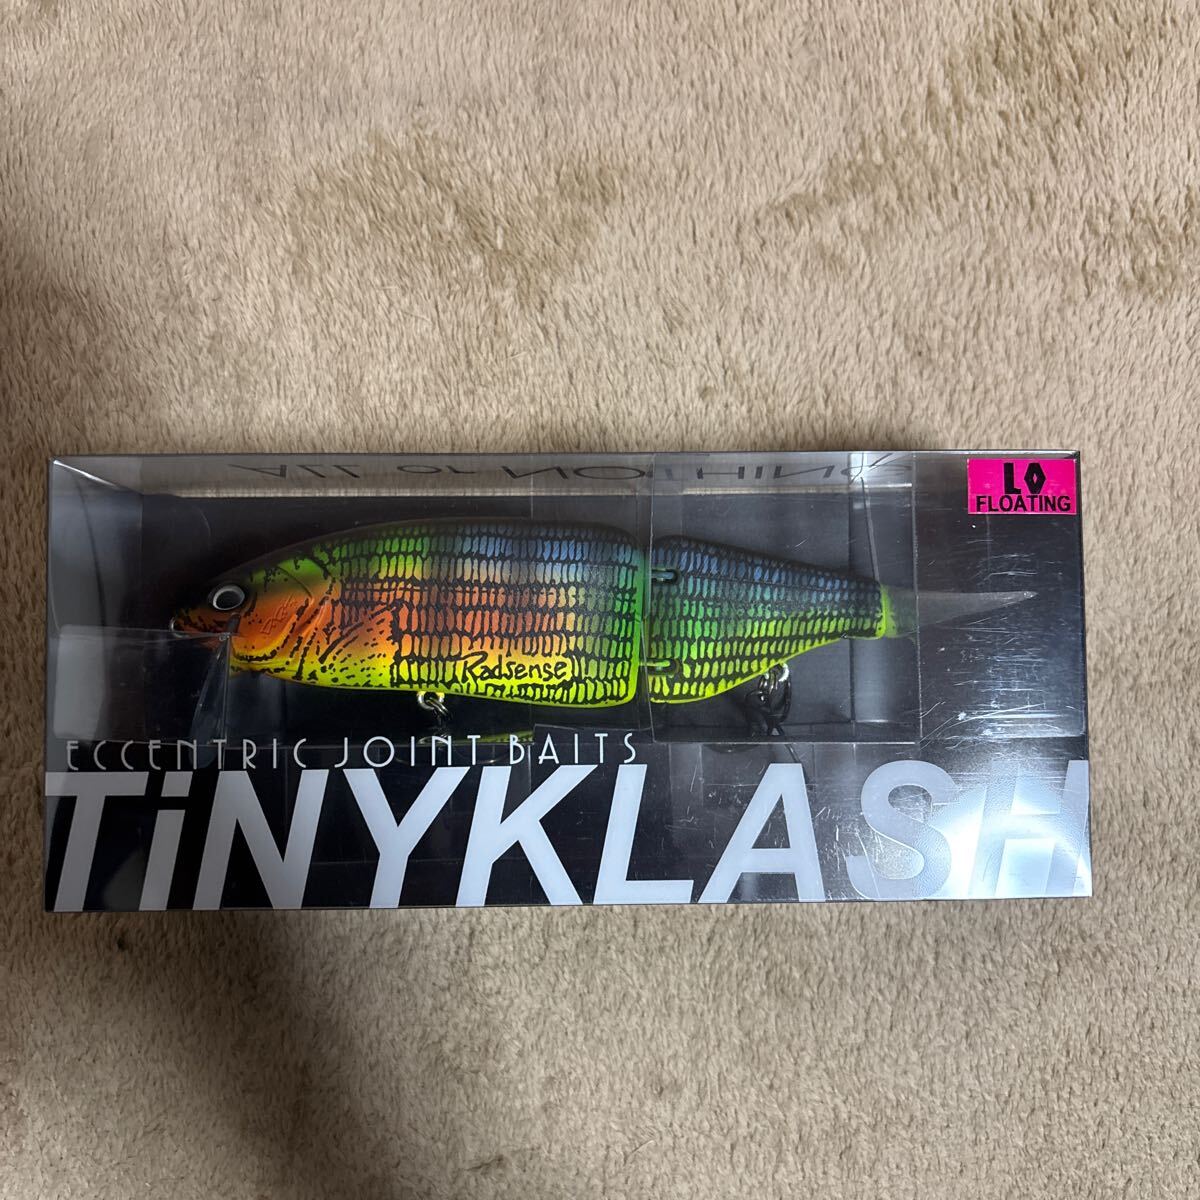 ALL or NOTHING
LO
FLOATING
Radsense
ECCENTRIC JOINT BAITS
TiNYKLASH